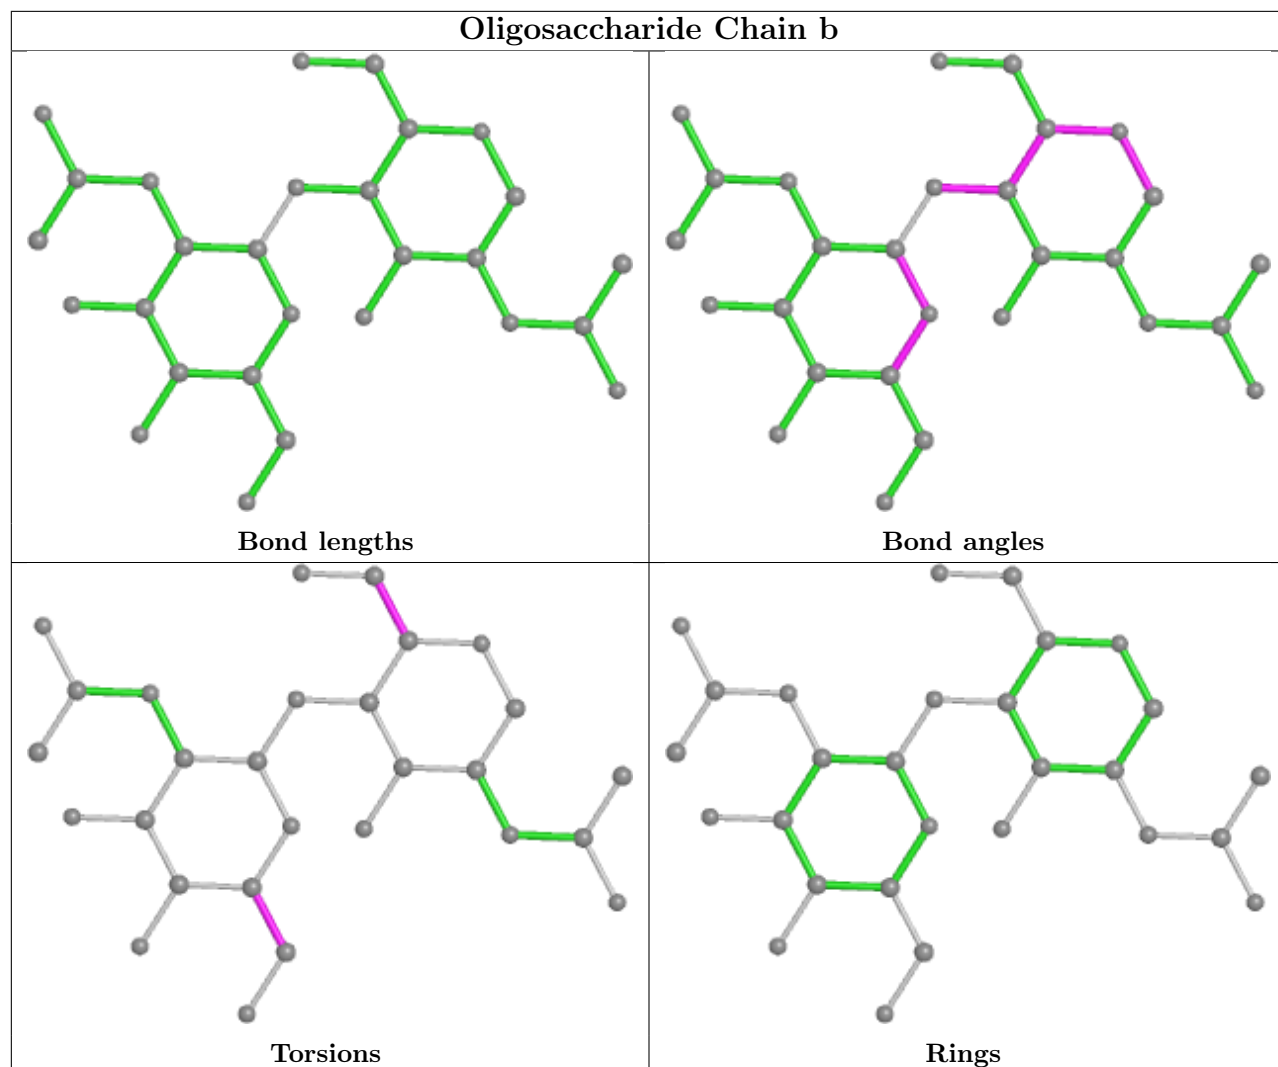 Oligosaccharide Chain b
Bond lengths
Bond angles
Torsions
Rings